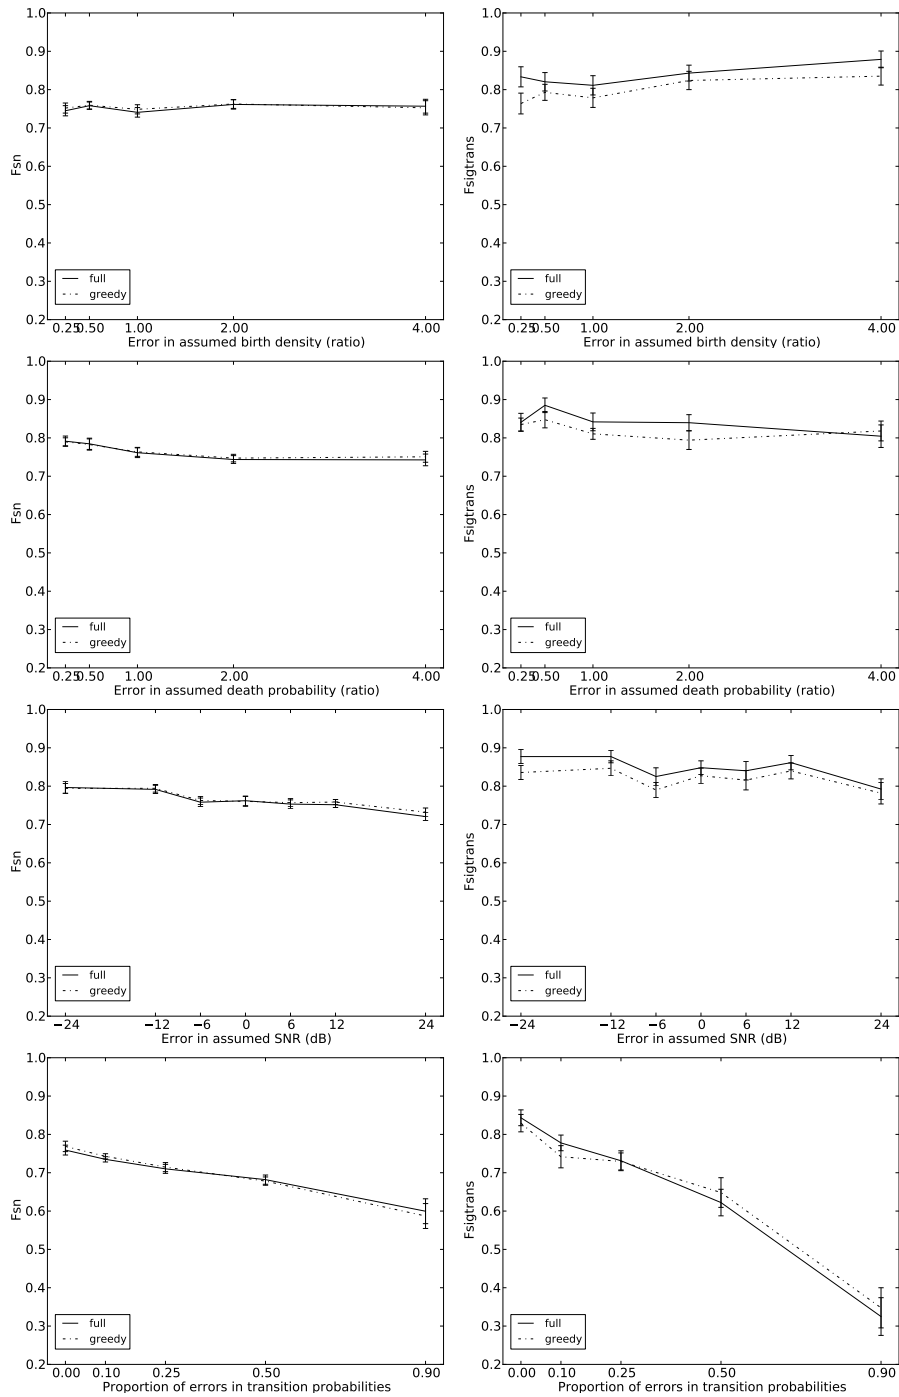 1.0
0.9
0.8
0.7
0.6
0.5
0.4
0.3
0.2
Fsn
full
greedy
0.25 0.50 1.00 2.00 4.00
Error in assumed birth density (ratio)
1.0
0.9
0.8
0.7
0.6
0.5
0.4
0.3
0.2
Fsigtrans
full
greedy
0.25 0.50 1.00 2.00 4.00
Error in assumed birth density (ratio)
1.0
0.9
0.8
0.7
0.6
0.5
0.4
0.3
0.2
Fsn
full
greedy
0.25 0.50 1.00 2.00 4.00
Error in assumed death probability (ratio)
1.0
0.9
0.8
0.7
0.6
0.5
0.4
0.3
0.2
Fsigtrans
full
greedy
0.25 0.50 1.00 2.00 4.00
Error in assumed death probability (ratio)
1.0
0.9
0.8
0.7
0.6
0.5
0.4
0.3
0.2
Fsn
full
greedy
−24 −12 −6 0 6 12 24
Error in assumed SNR (dB)
1.0
0.9
0.8
0.7
0.6
0.5
0.4
0.3
0.2
Fsigtrans
full
greedy
−24 −12 −6 0 6 12 24
Error in assumed SNR (dB)
1.0
0.9
0.8
0.7
0.6
0.5
0.4
0.3
0.2
Fsn
full
greedy
0.00 0.10 0.25 0.50 0.90
Proportion of errors in transition probabilities
1.0
0.9
0.8
0.7
0.6
0.5
0.4
0.3
0.2
Fsigtrans
full
greedy
0.00 0.10 0.25 0.50 0.90
Proportion of errors in transition probabilities